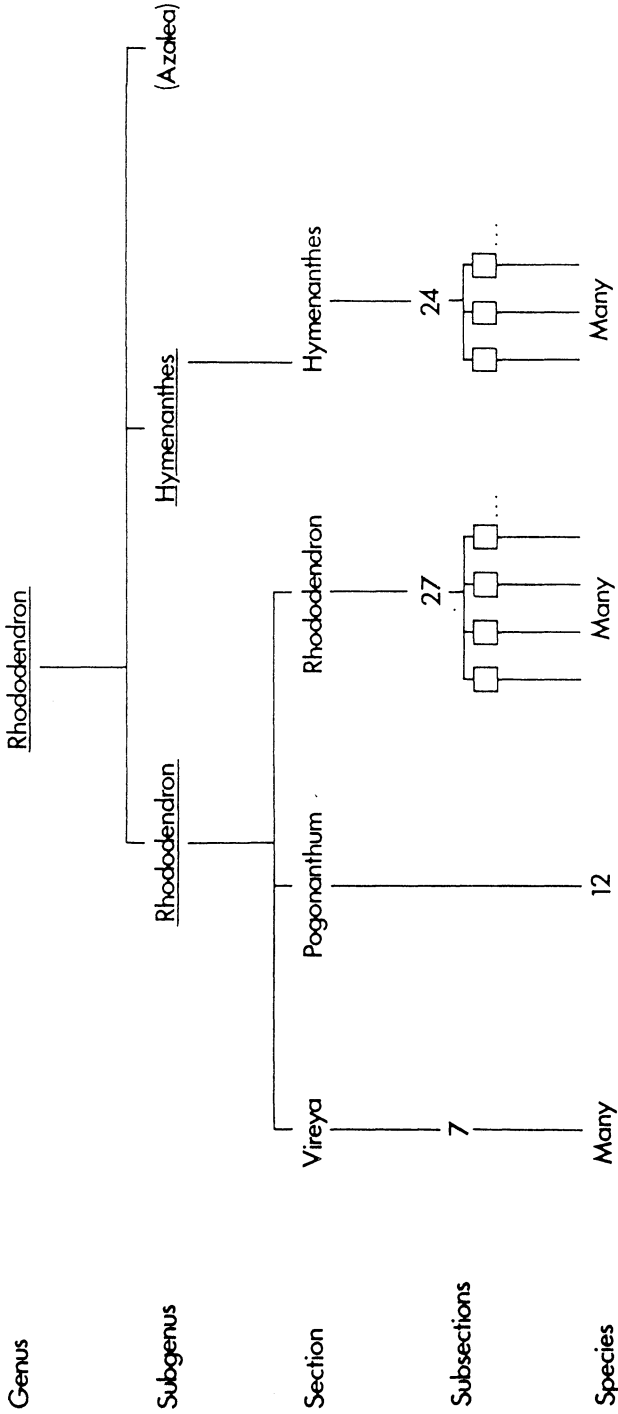 Genus
Rhododendron
Subgenus
Rhododendron
Hymenanthes
(Azalea)
Section
Vireya
Pogonanthum
Rhododendron
Hymenanthes
Subsections
7
27
24
....
....
Species
Many
12
Many
Many